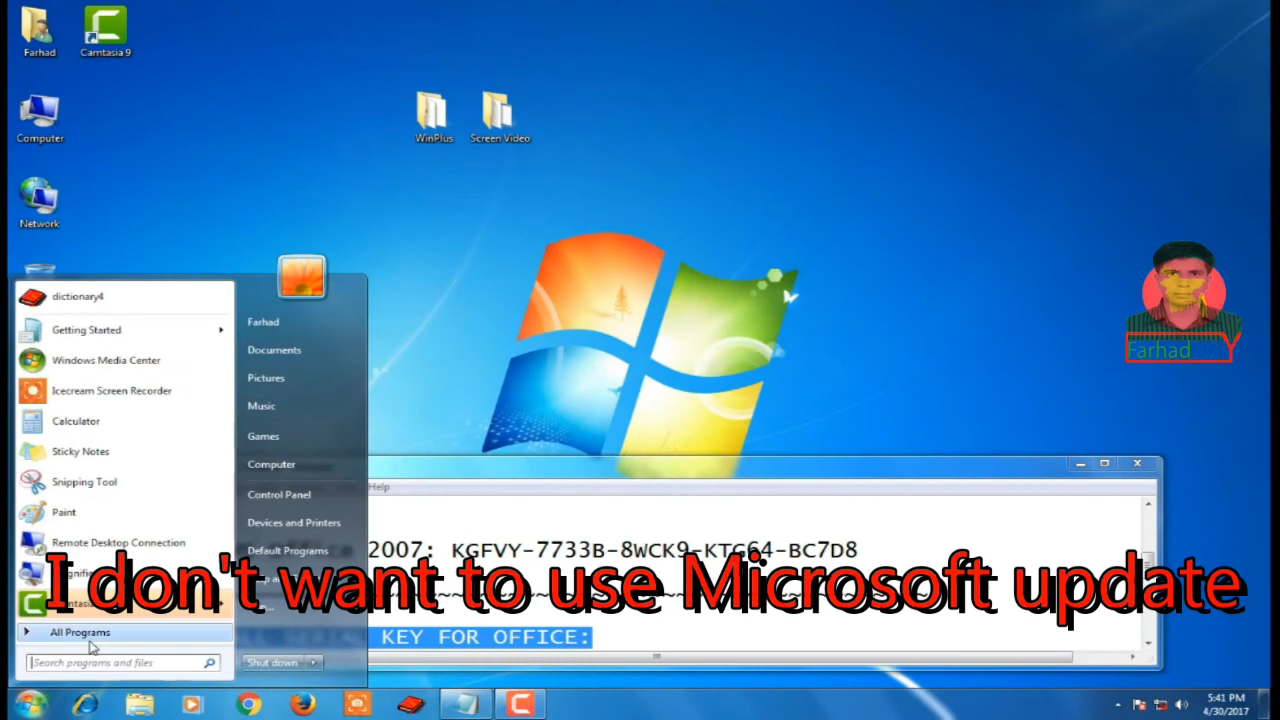 Farhad
Camtasia 9
Computer
WinPlus
Screen Video
Network
dictionary4
Getting Started
Windows Media Center
Icecream Screen Recorder
Calculator
Sticky Notes
Snipping Tool
Paint
Remote Desktop Connection
All Programs
Search programs and files
Farhad
Documents
Pictures
Music
Games
Computer
Control Panel
Devices and Printers
Default Programs
Shut down
Help
2007: KGFVY-7733B-8WCK9-KTG64-BC7D8
I don't want to use Microsoft update
KEY FOR OFFICE:
Farhad
5:41 PM
4/30/2017